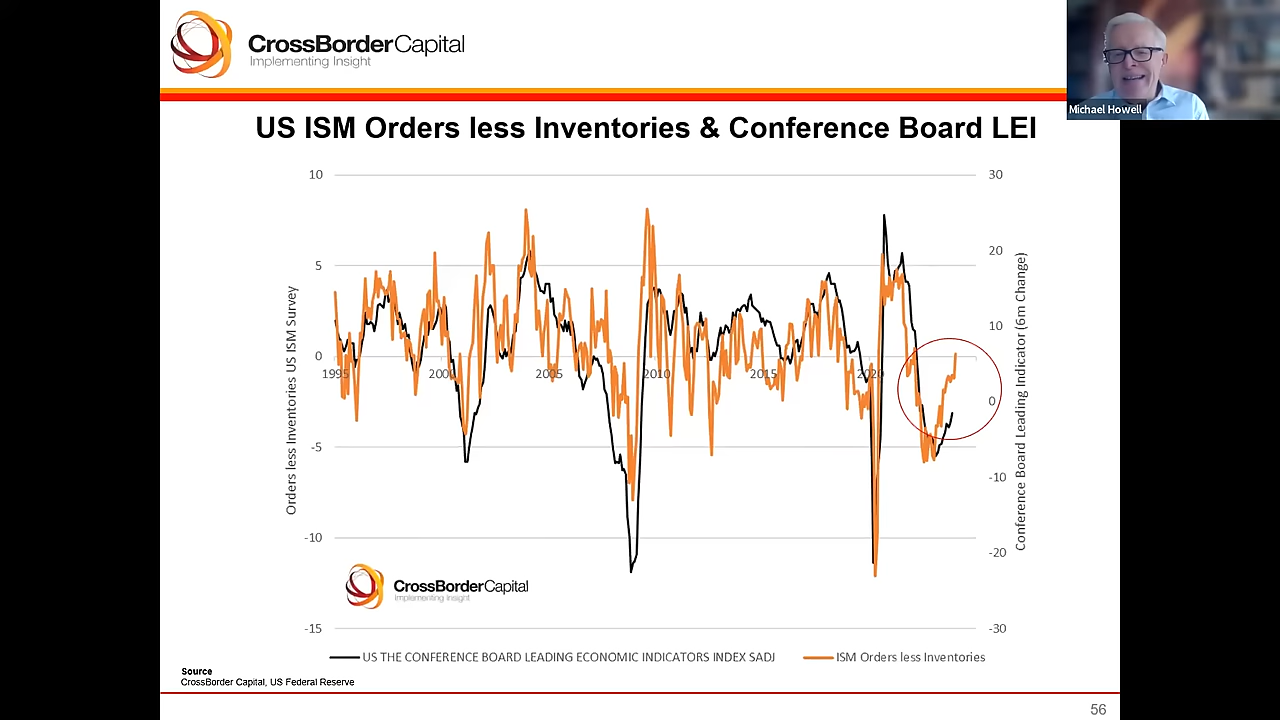 CrossBorderCapital
Implementing Insight
Michael Howell
US ISM Orders less Inventories & Conference Board LEI
10
5
0
-5
-10
-15
30
20
10
0
-10
-20
-30
1995
2000
2005
2010
2015
2020
Orders less Inventories US ISM Survey
Conference Board Leading Indicator (6m Change)
CrossBorderCapital
Implementing Insight
US THE CONFERENCE BOARD LEADING ECONOMIC INDICATORS INDEX SADJ
ISM Orders less Inventories
Source
CrossBorder Capital, US Federal Reserve
56